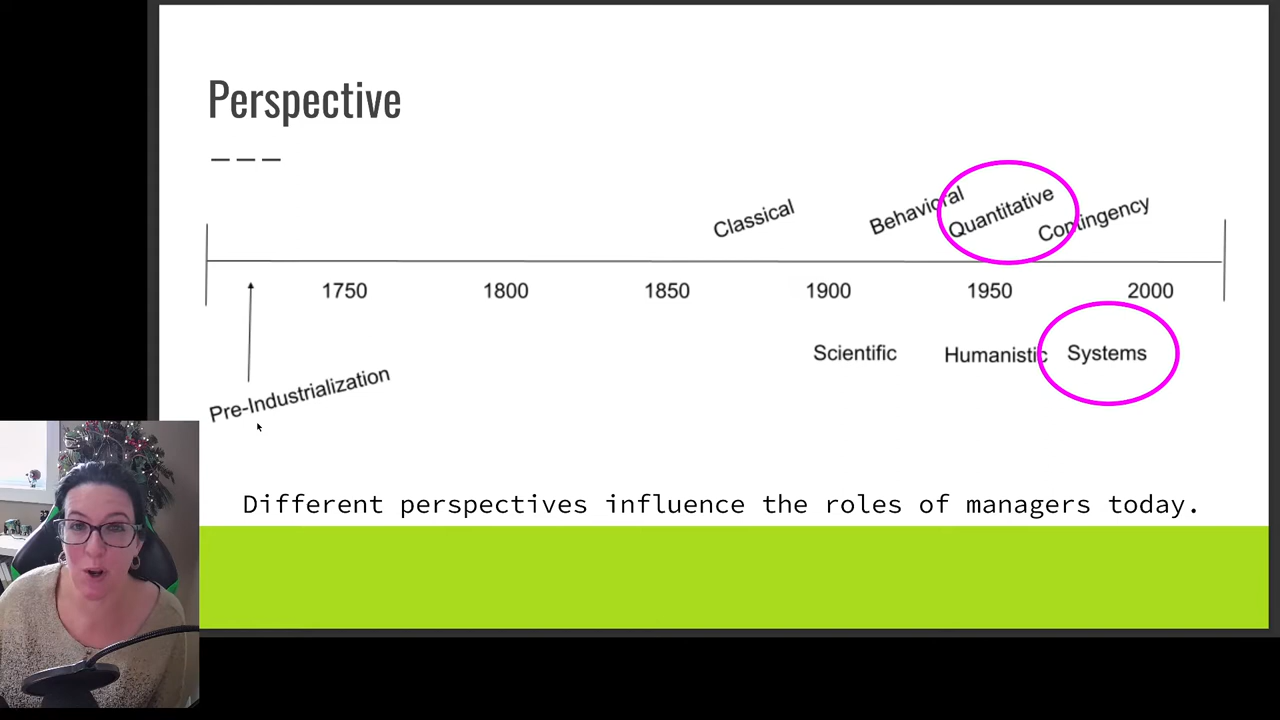 Perspective
Classical
Behavioral
Quantitative
Contingency
1750 1800 1850 1900 1950 2000
Scientific Humanistic Systems
Pre-Industrialization
Different perspectives influence the roles of managers today.